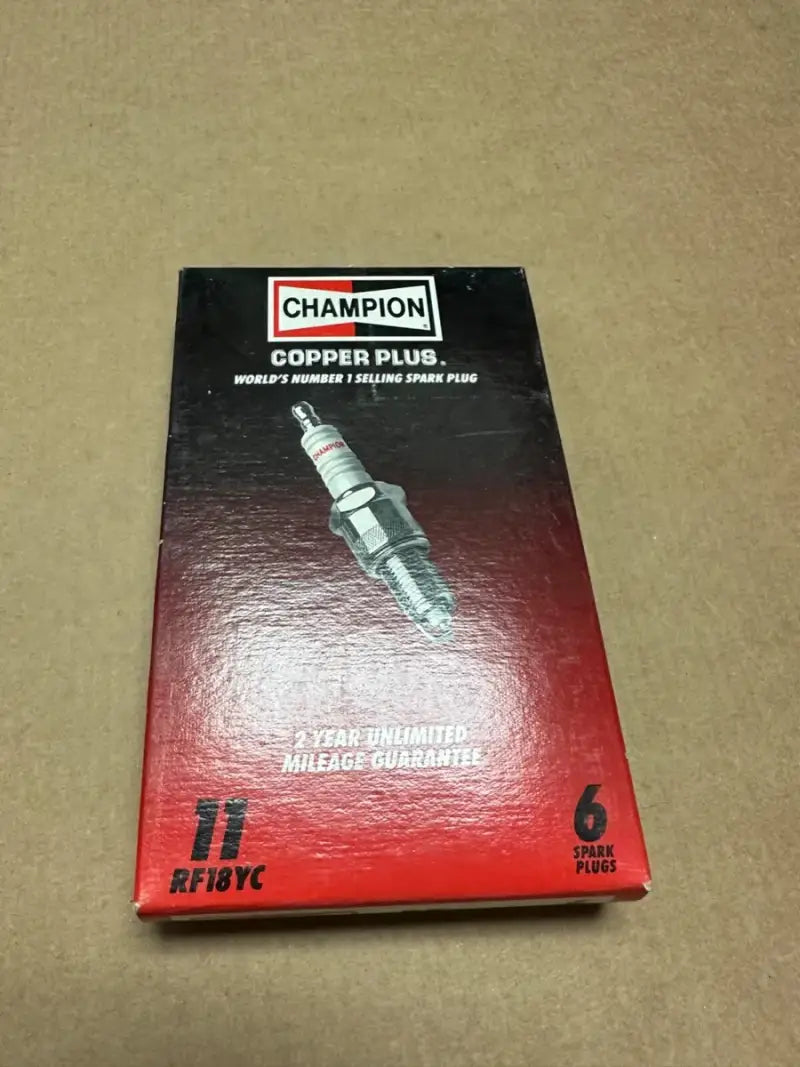 CHAMPION
COPPER PLUS.
WORLD'S NUMBER 1 SELLING SPARK PLUG
CHAMPION
2 YEAR UNLIMITED
MILEAGE GUARANTEE
11
RF18YC
6
SPARK
PLUGS